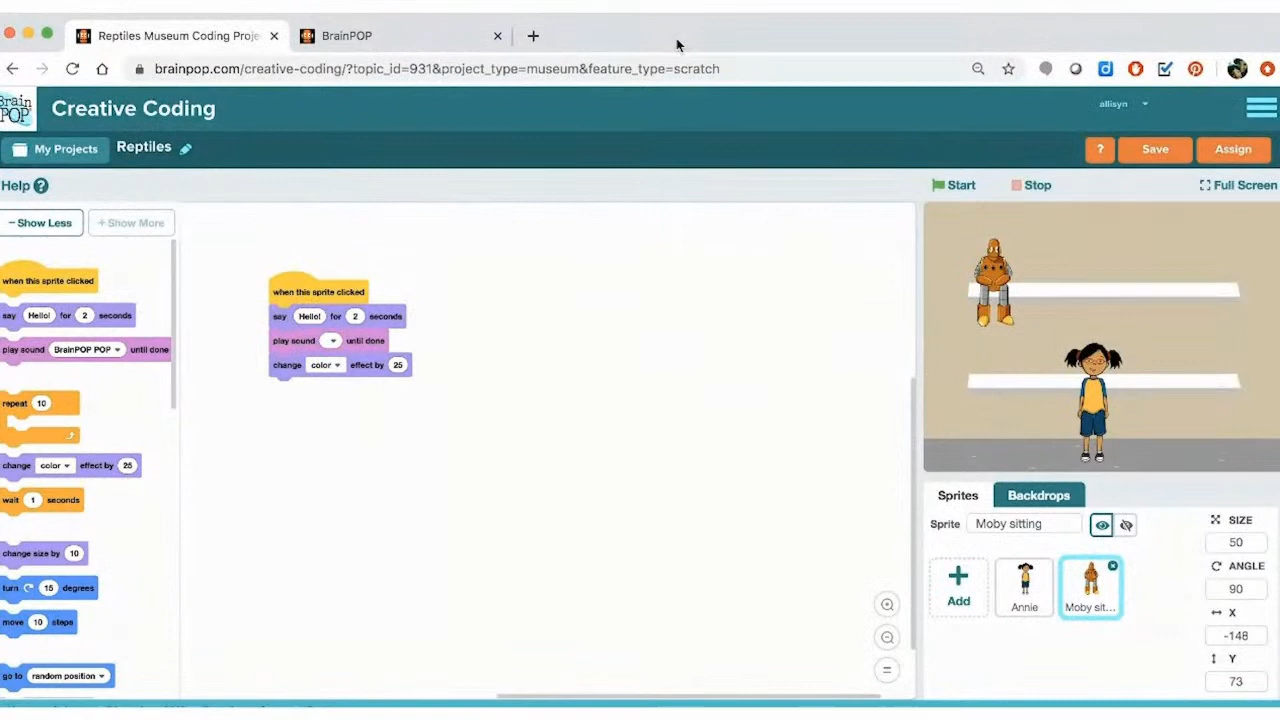 Reptiles Museum Coding Proje
BrainPOP
brainpop.com/creative-coding/?topic_id=931&project_type=museum&feature_type=scratch
Brain
POP
Creative Coding
allisyn
My Projects
Reptiles
?
Save
Assign
Help ?
Start
Stop
Full Screen
− Show Less
+ Show More
when this sprite clicked
say Hello! for 2 seconds
play sound BrainPOP POP until done
repeat 10
change color effect by 25
wait 1 seconds
change size by 10
turn 15 degrees
move 10 steps
go to random position
when this sprite clicked
say Hello! for 2 seconds
play sound until done
change color effect by 25
Sprites
Backdrops
Sprite
Moby sitting
SIZE
50
ANGLE
90
X
-148
Y
73
Add
Annie
Moby sit...